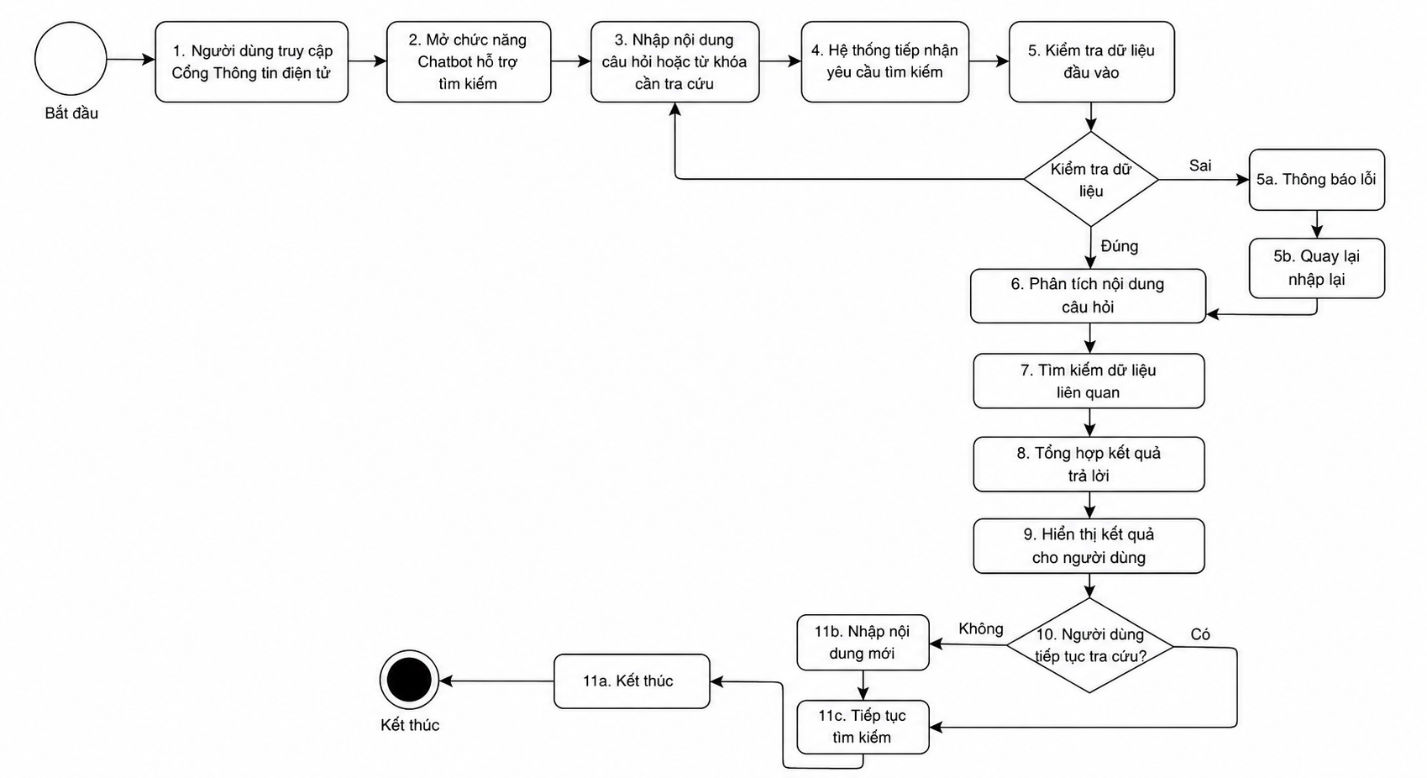 1. Người dùng truy cập
Cổng Thông tin điện tử
2. Mở chức năng
Chatbot hỗ trợ
tìm kiếm
3. Nhập nội dung
câu hỏi hoặc từ khóa
cần tra cứu
4. Hệ thống tiếp nhận
yêu cầu tìm kiếm
5. Kiểm tra dữ liệu
đầu vào
Bắt đầu
Kiểm tra dữ
liệu
Sai
5a. Thông báo lỗi
Đúng
5b. Quay lại
nhập lại
6. Phân tích nội dung
câu hỏi
7. Tìm kiếm dữ liệu
liên quan
8. Tổng hợp kết quả
trả lời
9. Hiển thị kết quả
cho người dùng
10. Người dùng
tiếp tục tra cứu?
Không
Có
11b. Nhập nội
dung mới
11c. Tiếp tục
tìm kiếm
11a. Kết thúc
Kết thúc